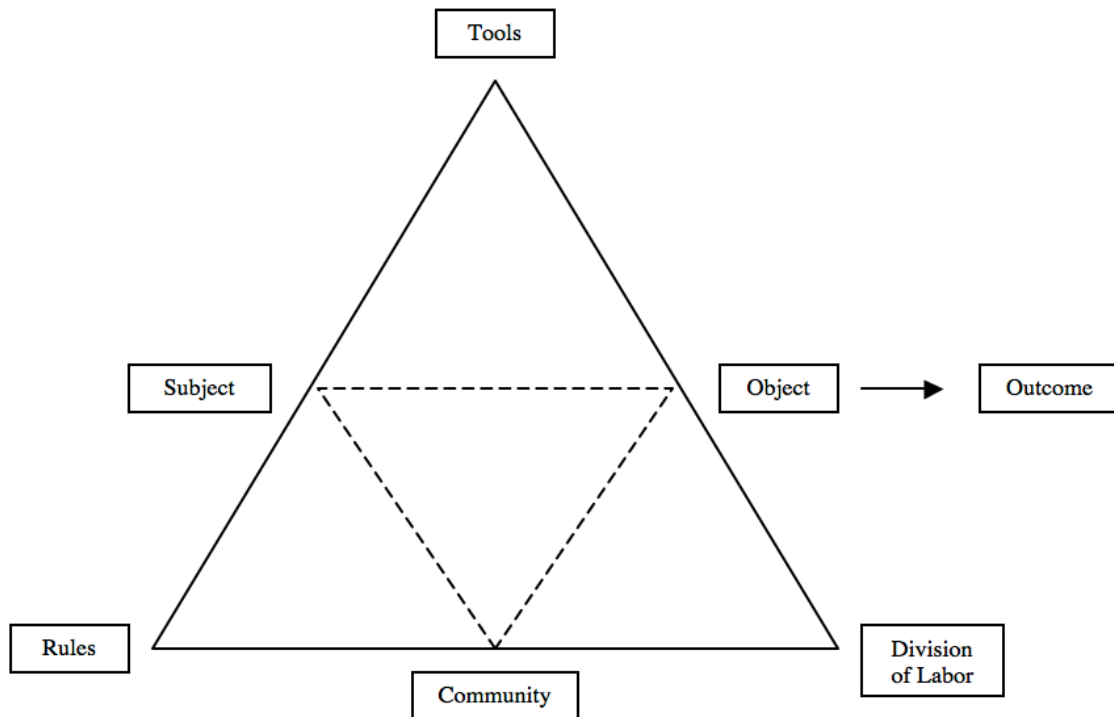 Tools
Subject
Object
Outcome
Rules
Division
of Labor
Community